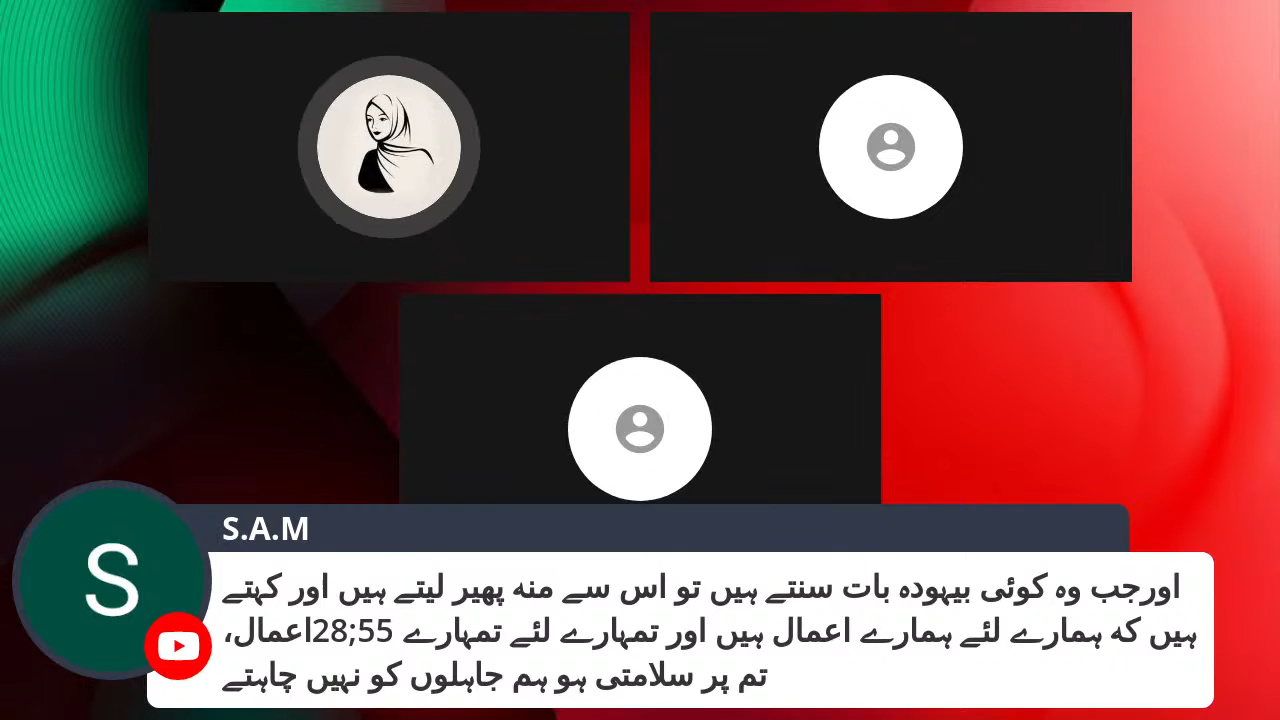 S.A.M
S
اورجب وہ کوئی بیہودہ بات سنتے ہیں تو اس سے منہ پھیر لیتے ہیں اور کہتے
ہیں کہ ہمارے لئے ہمارے اعمال ہیں اور تمہارے لئے تمہارے 28;55اعمال،
تم پر سلامتی ہو ہم جاہلوں کو نہیں چاہتے